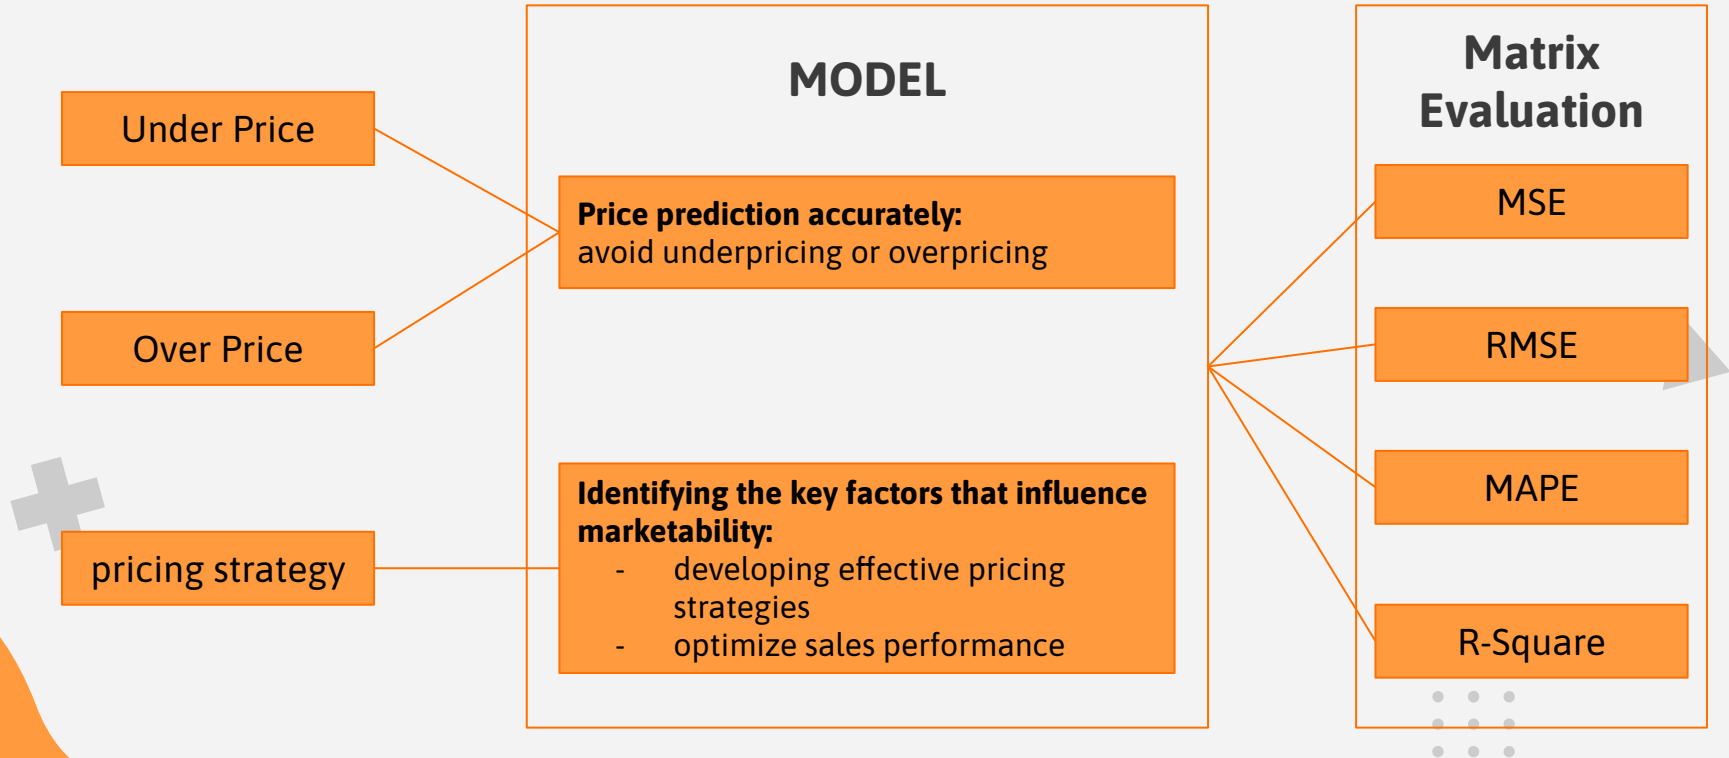 Under Price
Over Price
pricing strategy
MODEL
Price prediction accurately:
avoid underpricing or overpricing
Identifying the key factors that influence
marketability:
- developing effective pricing
strategies
- optimize sales performance
Matrix
Evaluation
MSE
RMSE
MAPE
R-Square